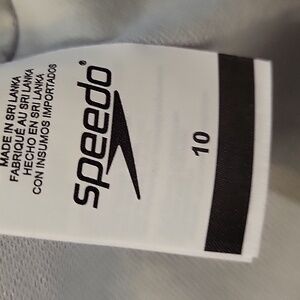 MADE IN SRI LANKA
FABRIQUÉ AU SRI LANKA
HECHO EN SRI LANKA
CON INSUMOS IMPORTADOS
speedo
10